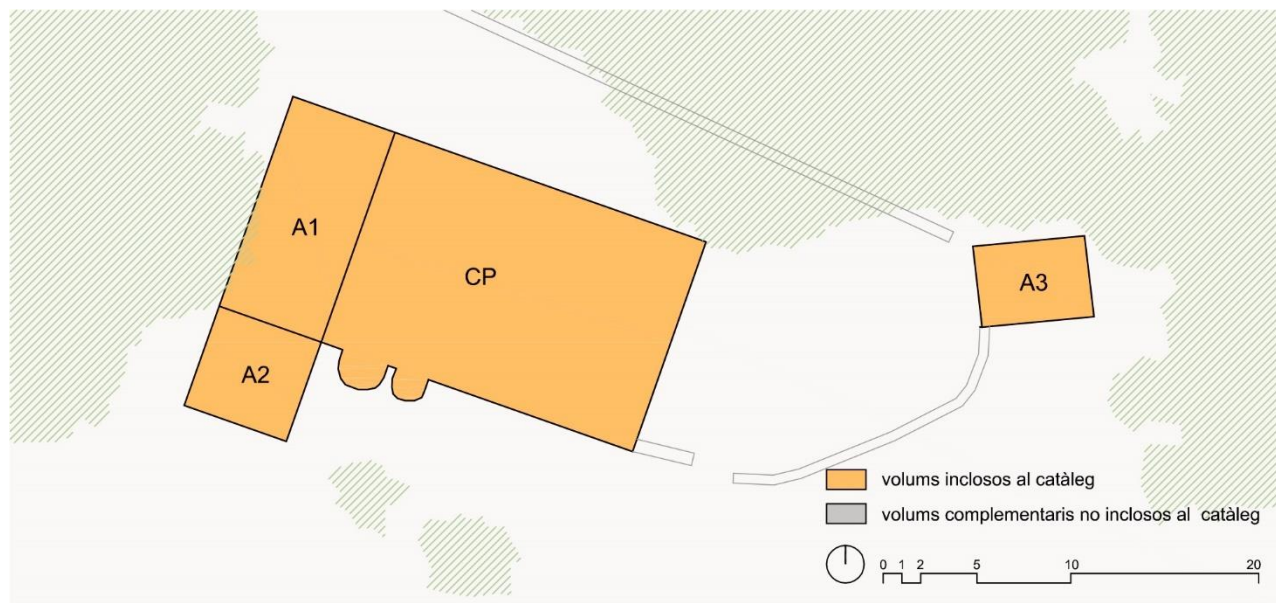 A1
CP
A3
A2
volums inclosos al catàleg
volums complementaris no inclosos al catàleg
0 1 2 5 10 20